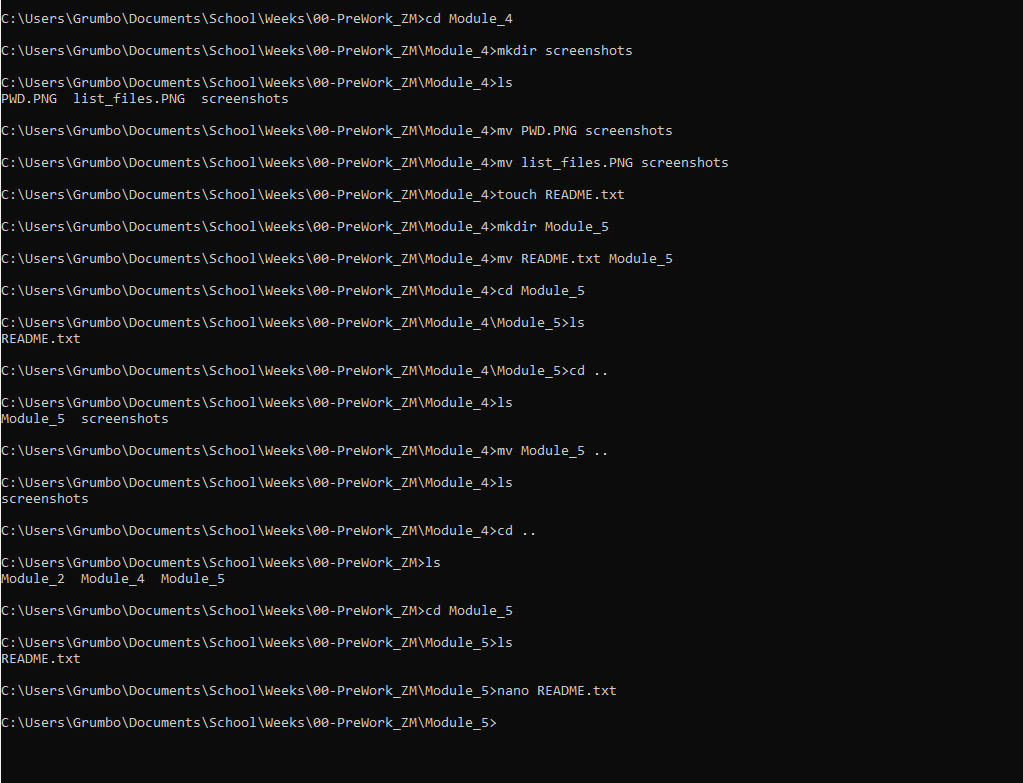 C:\Users\Grumbo\Documents\School\Weeks\00-PreWork_ZM>cd Module_4
C:\Users\Grumbo\Documents\School\Weeks\00-PreWork_ZM\Module_4>mkdir screenshots
C:\Users\Grumbo\Documents\School\Weeks\00-PreWork_ZM\Module_4>ls
PWD.PNG  list_files.PNG  screenshots
C:\Users\Grumbo\Documents\School\Weeks\00-PreWork_ZM\Module_4>mv PWD.PNG screenshots
C:\Users\Grumbo\Documents\School\Weeks\00-PreWork_ZM\Module_4>mv list_files.PNG screenshots
C:\Users\Grumbo\Documents\School\Weeks\00-PreWork_ZM\Module_4>touch README.txt
C:\Users\Grumbo\Documents\School\Weeks\00-PreWork_ZM\Module_4>mkdir Module_5
C:\Users\Grumbo\Documents\School\Weeks\00-PreWork_ZM\Module_4>mv README.txt Module_5
C:\Users\Grumbo\Documents\School\Weeks\00-PreWork_ZM\Module_4>cd Module_5
C:\Users\Grumbo\Documents\School\Weeks\00-PreWork_ZM\Module_4\Module_5>ls
README.txt
C:\Users\Grumbo\Documents\School\Weeks\00-PreWork_ZM\Module_4\Module_5>cd ..
C:\Users\Grumbo\Documents\School\Weeks\00-PreWork_ZM\Module_4>ls
Module_5  screenshots
C:\Users\Grumbo\Documents\School\Weeks\00-PreWork_ZM\Module_4>mv Module_5 ..
C:\Users\Grumbo\Documents\School\Weeks\00-PreWork_ZM\Module_4>ls
screenshots
C:\Users\Grumbo\Documents\School\Weeks\00-PreWork_ZM\Module_4>cd ..
C:\Users\Grumbo\Documents\School\Weeks\00-PreWork_ZM>ls
Module_2  Module_4  Module_5
C:\Users\Grumbo\Documents\School\Weeks\00-PreWork_ZM>cd Module_5
C:\Users\Grumbo\Documents\School\Weeks\00-PreWork_ZM\Module_5>ls
README.txt
C:\Users\Grumbo\Documents\School\Weeks\00-PreWork_ZM\Module_5>nano README.txt
C:\Users\Grumbo\Documents\School\Weeks\00-PreWork_ZM\Module_5>